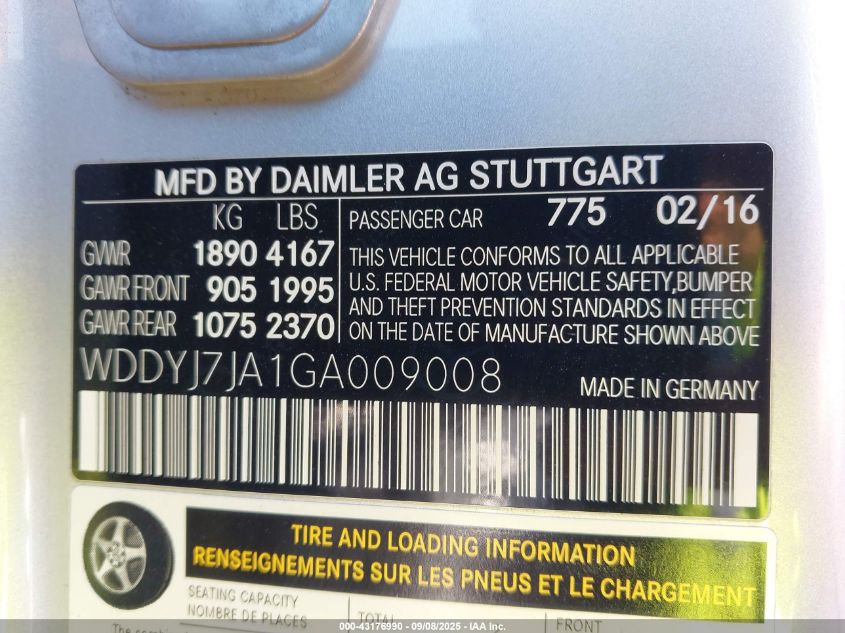 MFD BY DAIMLER AG STUTTGART
KG LBS
GVWR 1890 4167
GAWR FRONT 905 1995
GAWR REAR 1075 2370
PASSENGER CAR 775 02/16
THIS VEHICLE CONFORMS TO ALL APPLICABLE
U.S. FEDERAL MOTOR VEHICLE SAFETY,BUMPER
AND THEFT PREVENTION STANDARDS IN EFFECT
ON THE DATE OF MANUFACTURE SHOWN ABOVE
WDDYJ7JA1GA009008
MADE IN GERMANY
TIRE AND LOADING INFORMATION
RENSEIGNEMENTS SUR LES PNEUS ET LE CHARGEMENT
SEATING CAPACITY
NOMBRE DE PLACES
TOTAL
FRONT
000-43176990 - 09/08/2025 - IAA Inc.